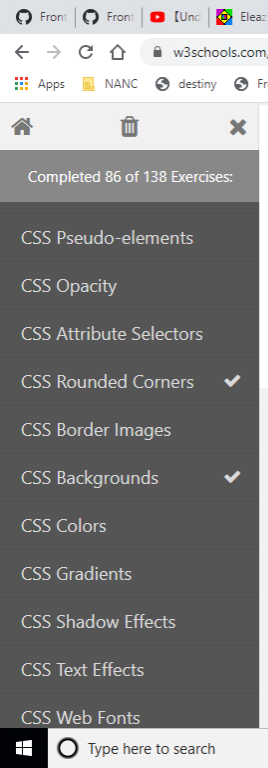 Front
Front
【Und
Eleaz
w3schools.com/
Apps
NANC
destiny
Fr
Completed 86 of 138 Exercises:
CSS Pseudo-elements
CSS Opacity
CSS Attribute Selectors
CSS Rounded Corners
CSS Border Images
CSS Backgrounds
CSS Colors
CSS Gradients
CSS Shadow Effects
CSS Text Effects
CSS Web Fonts
Type here to search